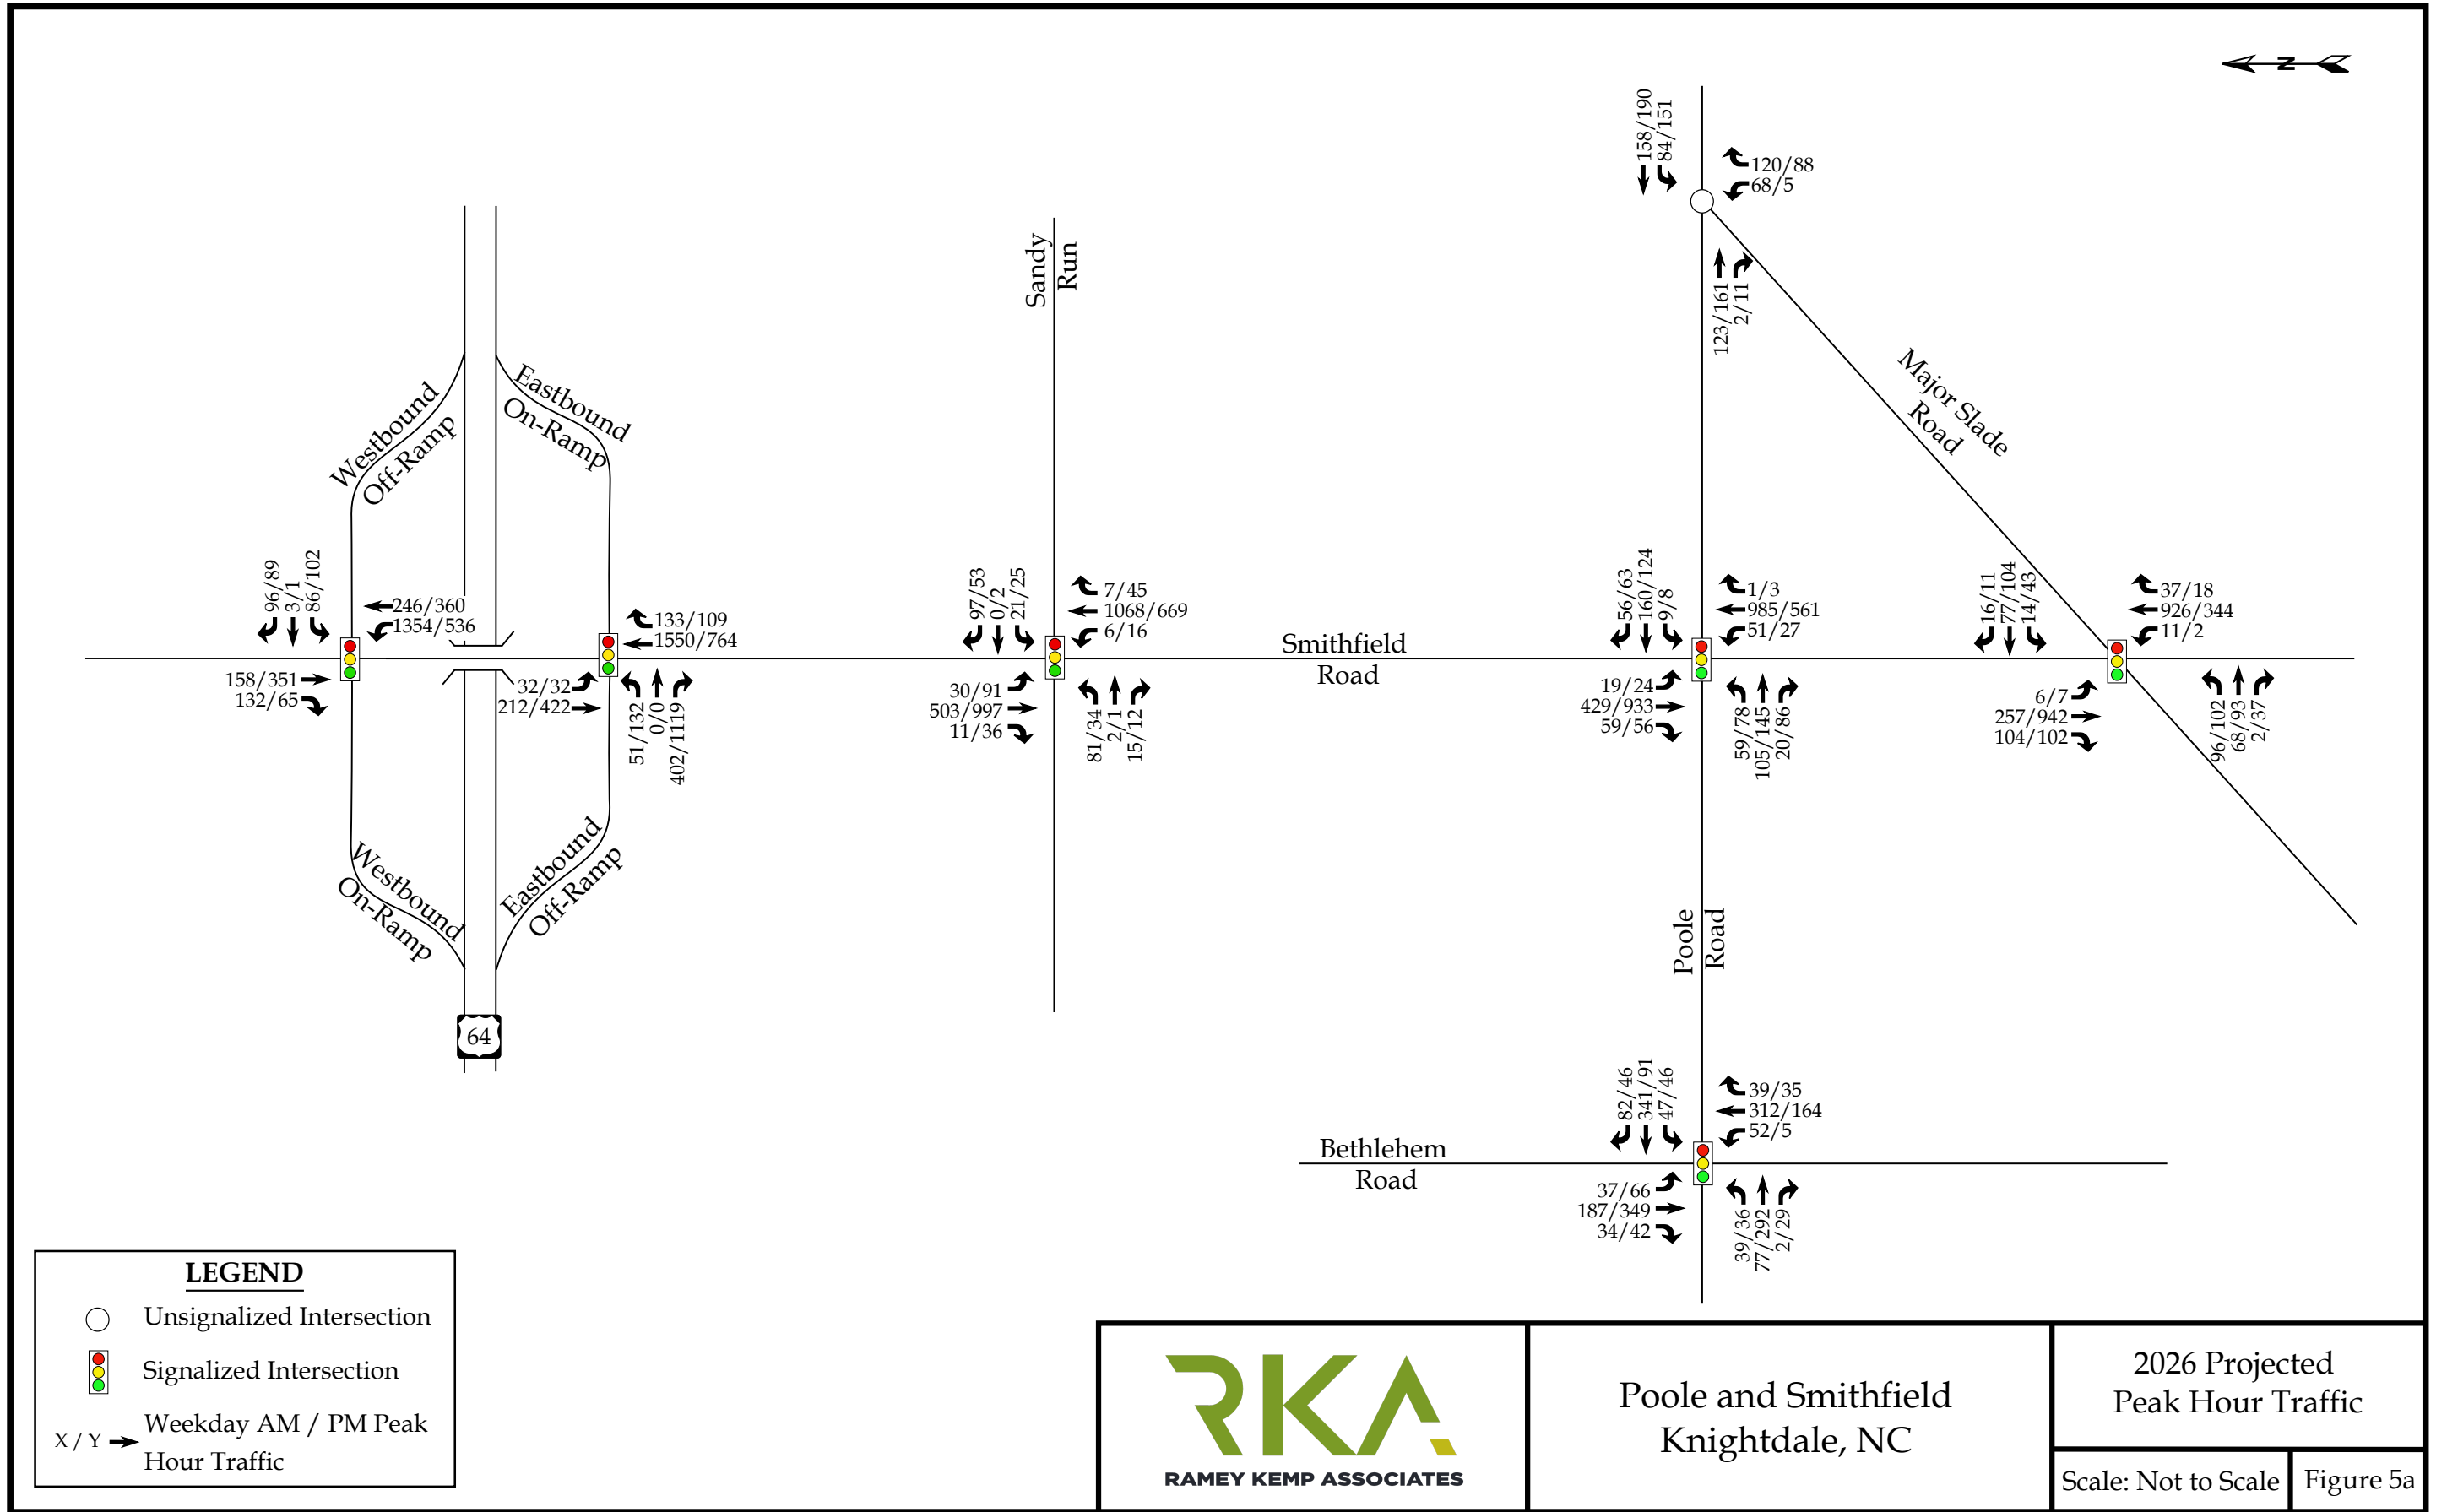 N
158/190
84/151
120/88
68/5
123/161
2/11
Major Slade
Road
Sandy
Run
Westbound
Off-Ramp
Eastbound
On-Ramp
96/89
3/1
86/102
246/360
1354/536
158/351
132/65
133/109
1550/764
32/32
212/422
51/132
0/0
402/1119
97/53
0/2
21/25
7/45
1068/669
6/16
30/91
503/997
11/36
81/34
2/1
15/12
Smithfield
Road
56/63
160/124
9/8
1/3
985/561
51/27
19/24
429/933
59/56
59/78
105/145
20/86
16/11
77/104
14/43
37/18
926/344
11/2
6/7
257/942
104/102
96/102
68/93
2/37
Westbound
On-Ramp
Eastbound
Off-Ramp
64
Poole
Road
Bethlehem
Road
82/46
341/91
47/46
39/35
312/164
52/5
37/66
187/349
34/42
39/36
77/292
2/29
LEGEND
Unsignalized Intersection
Signalized Intersection
X / Y
Weekday AM / PM Peak
Hour Traffic
RKA
RAMEY KEMP ASSOCIATES
Poole and Smithfield
Knightdale, NC
2026 Projected
Peak Hour Traffic
Scale: Not to Scale
Figure 5a